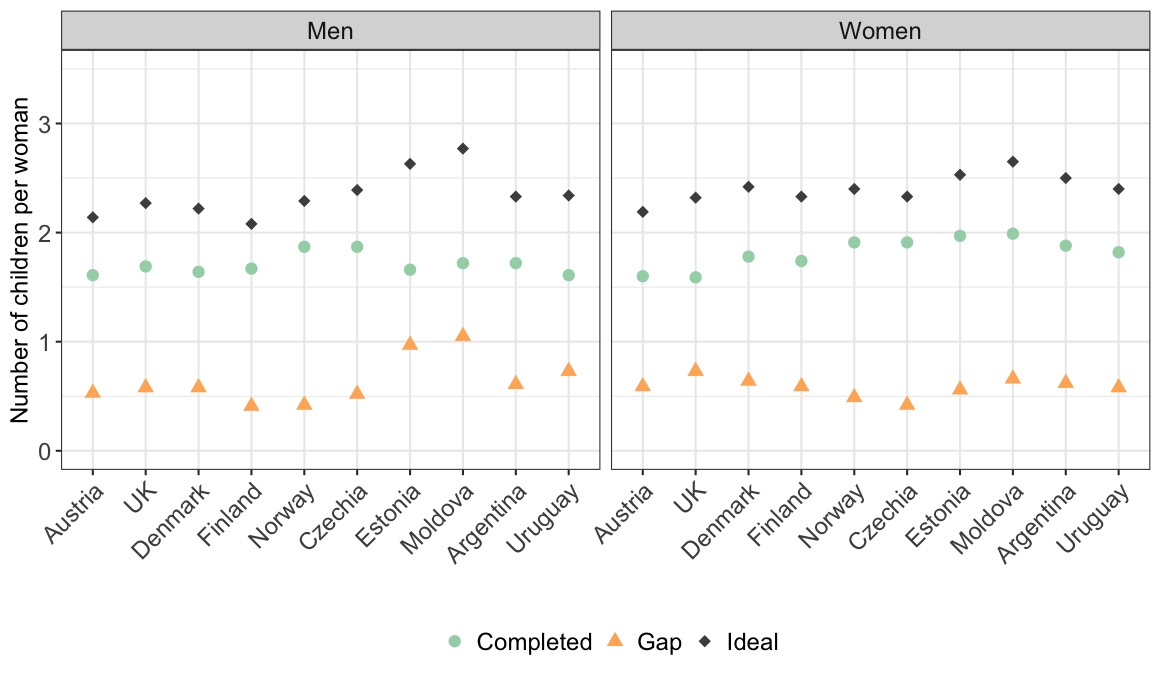 Men
Women
Number of children per woman
3
2
1
0
Austria
UK
Denmark
Finland
Norway
Czechia
Estonia
Moldova
Argentina
Uruguay
Austria
UK
Denmark
Finland
Norway
Czechia
Estonia
Moldova
Argentina
Uruguay
Completed Gap Ideal